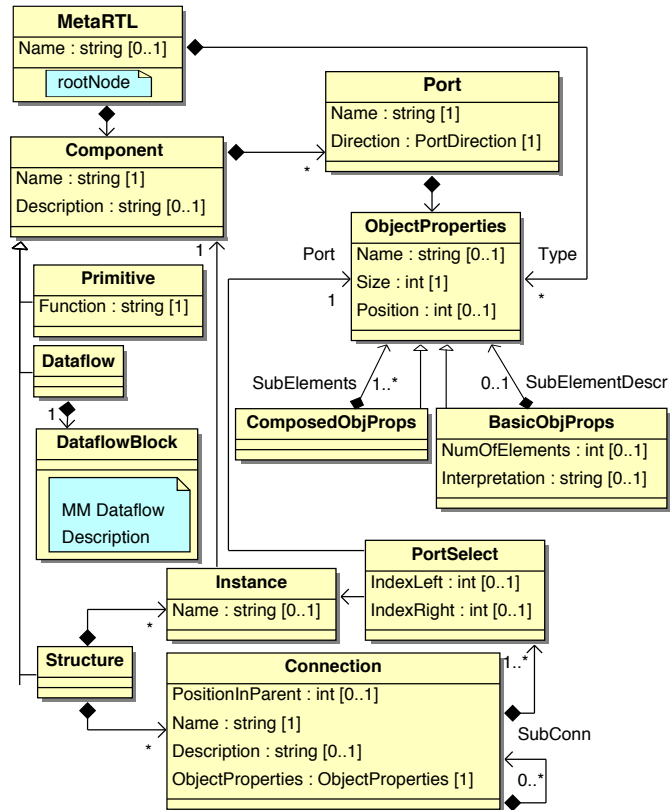 MetaRTL
Name : string [0..1]
rootNode
Port
Name : string [1]
Direction : PortDirection [1]
Component
Name : string [1]
Description : string [0..1]
*
ObjectProperties
Name : string [0..1]
Size : int [1]
Position : int [0..1]
Port
1
Type
*
1
Primitive
Function : string [1]
Dataflow
1
SubElements
1..*
0..1
SubElementDescr
ComposedObjProps
BasicObjProps
NumOfElements : int [0..1]
Interpretation : string [0..1]
DataflowBlock
MM Dataflow
Description
PortSelect
IndexLeft : int [0..1]
IndexRight : int [0..1]
Instance
Name : string [0..1]
*
Structure
*
Connection
PositionInParent : int [0..1]
Name : string [1]
Description : string [0..1]
ObjectProperties : ObjectProperties [1]
1..*
SubConn
0..*